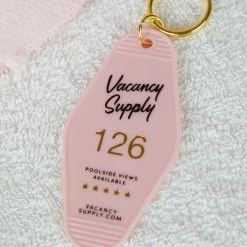 Vacancy
Supply
126
POOLSIDE VIEWS
AVAILABLE
VACANCY
SUPPLY.COM